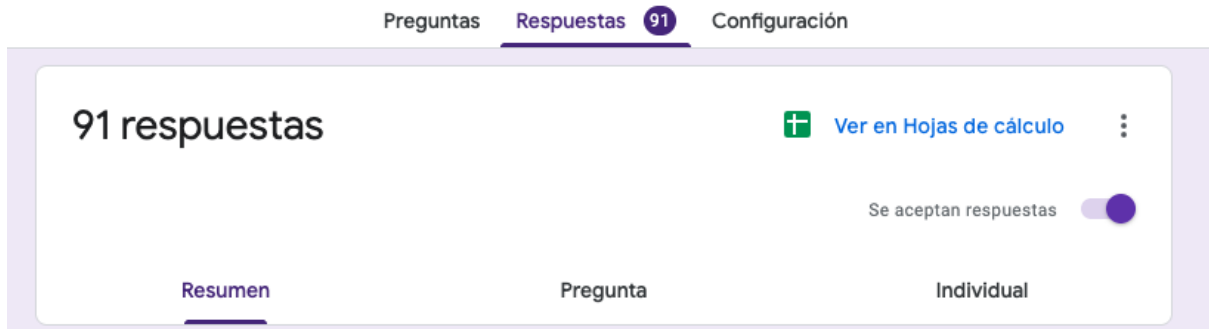 Preguntas Respuestas 91 Configuración
91 respuestas Ver en Hojas de cálculo
Se aceptan respuestas
Resumen Pregunta Individual